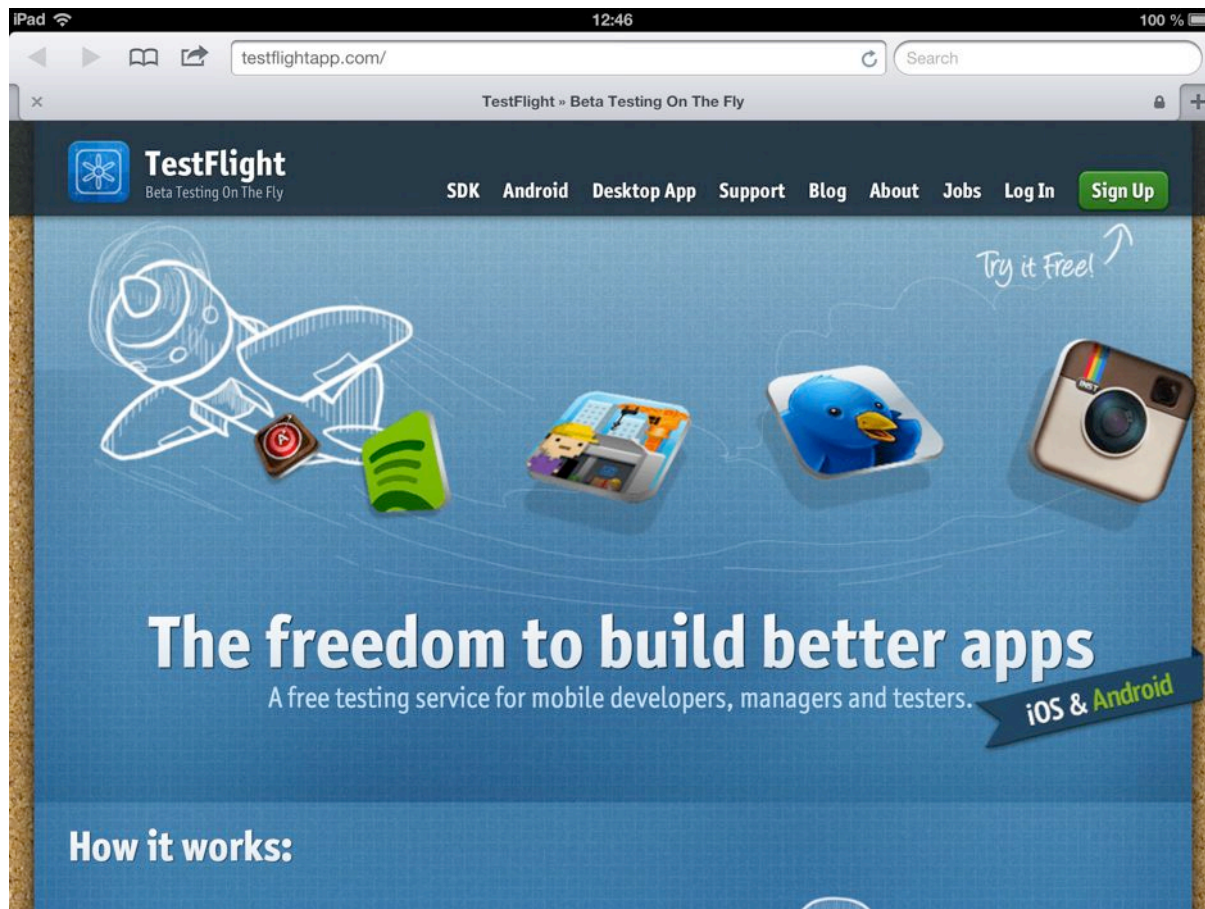 iPad 12:46 100 %
testflightapp.com/ Search
TestFlight » Beta Testing On The Fly
TestFlight
Beta Testing On The Fly
SDK Android Desktop App Support Blog About Jobs Log In Sign Up
Try it Free!
INST
A
The freedom to build better apps
A free testing service for mobile developers, managers and testers.
iOS & Android
How it works: